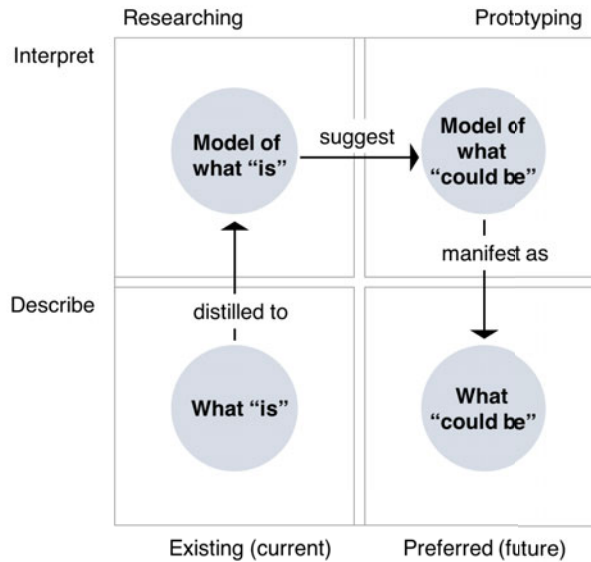 Researching
Prototyping
Interpret
Model of
what “is”
suggest
Model of
what
“could be”
manifest as
Describe
distilled to
What “is”
What
“could be”
Existing (current)
Preferred (future)